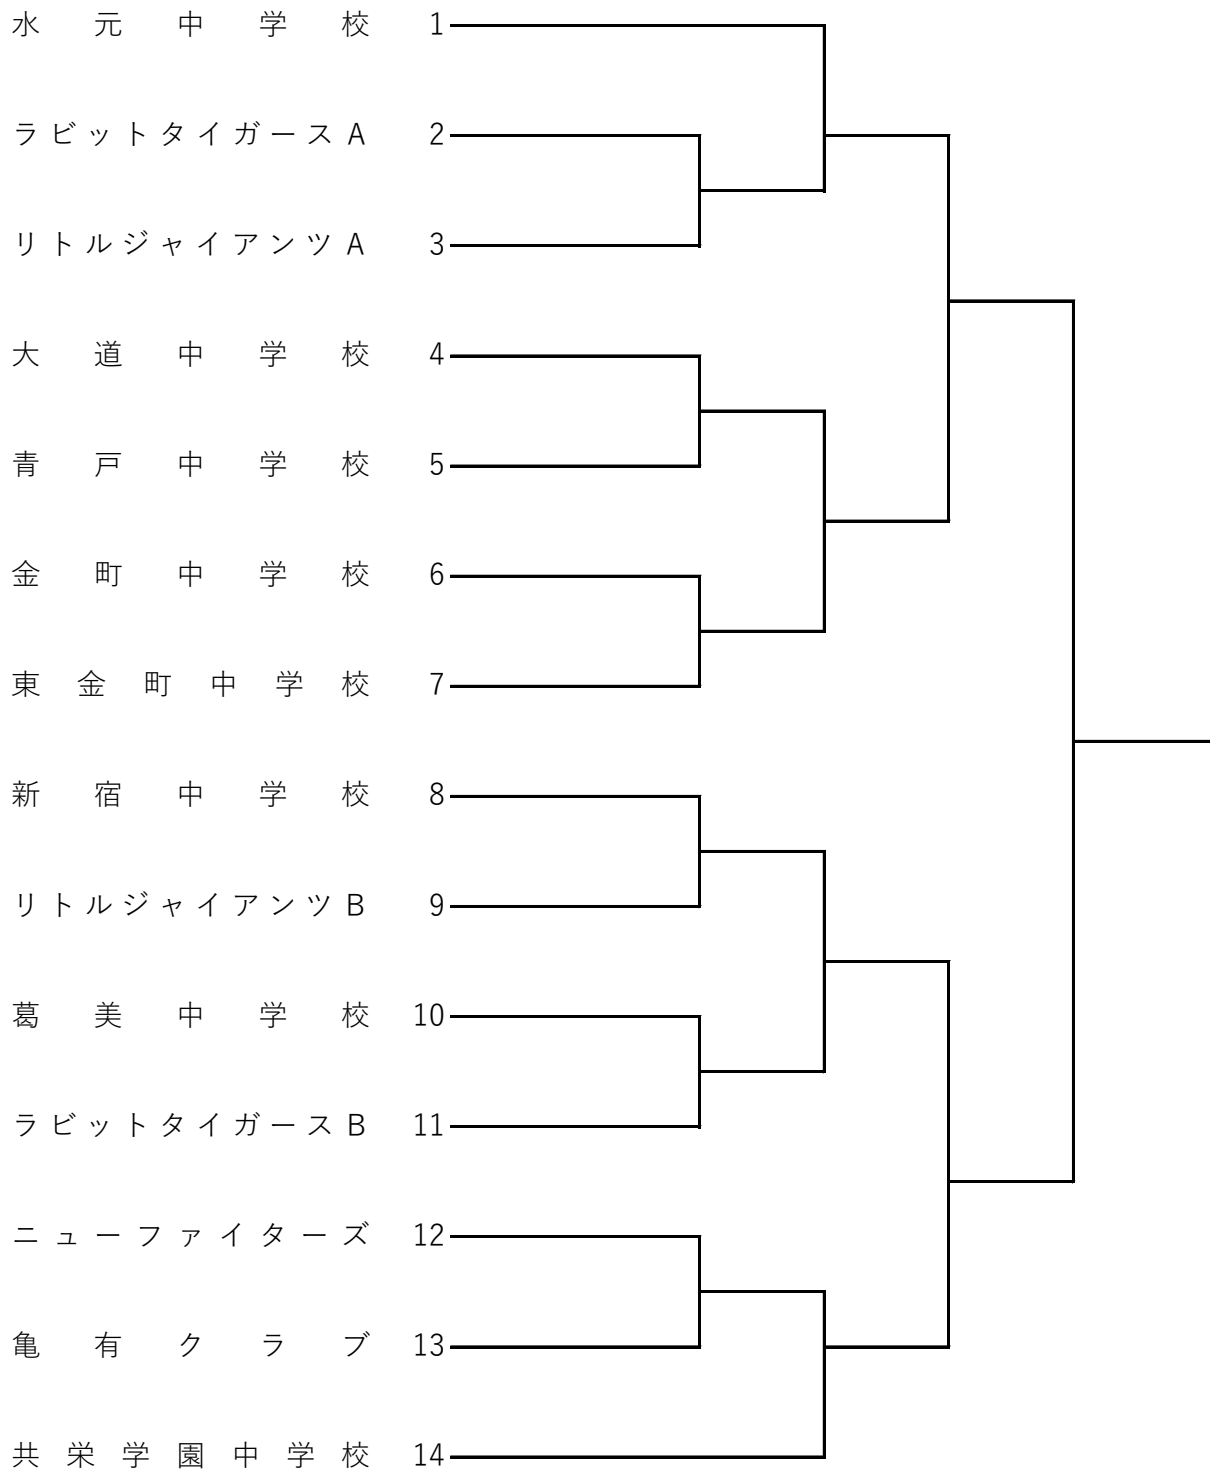 水元中学校 1
ラビットタイガースA 2
リトルジャイアンツA 3
大道中学校 4
青戸中学校 5
金町中学校 6
東金町中学校 7
新宿中学校 8
リトルジャイアンツB 9
葛美中学校 10
ラビットタイガースB 11
ニューファイターズ 12
亀有クラブ 13
共栄学園中学校 14